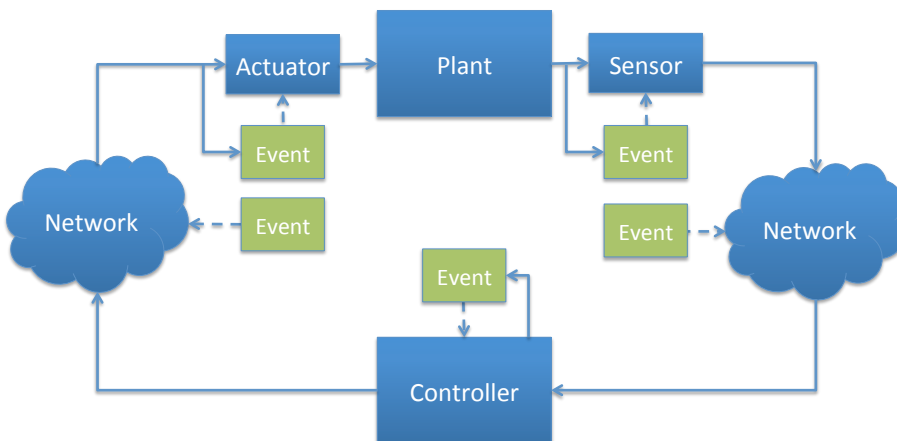 Actuator
Plant
Sensor
Event
Event
Network
Event
Event
Network
Event
Controller